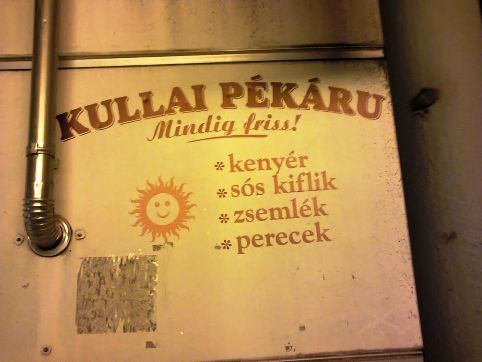 KULLAI PÉKÁRU
Mindig friss!
* kenyér
* sós kiflik
* zsemlék
* perecek